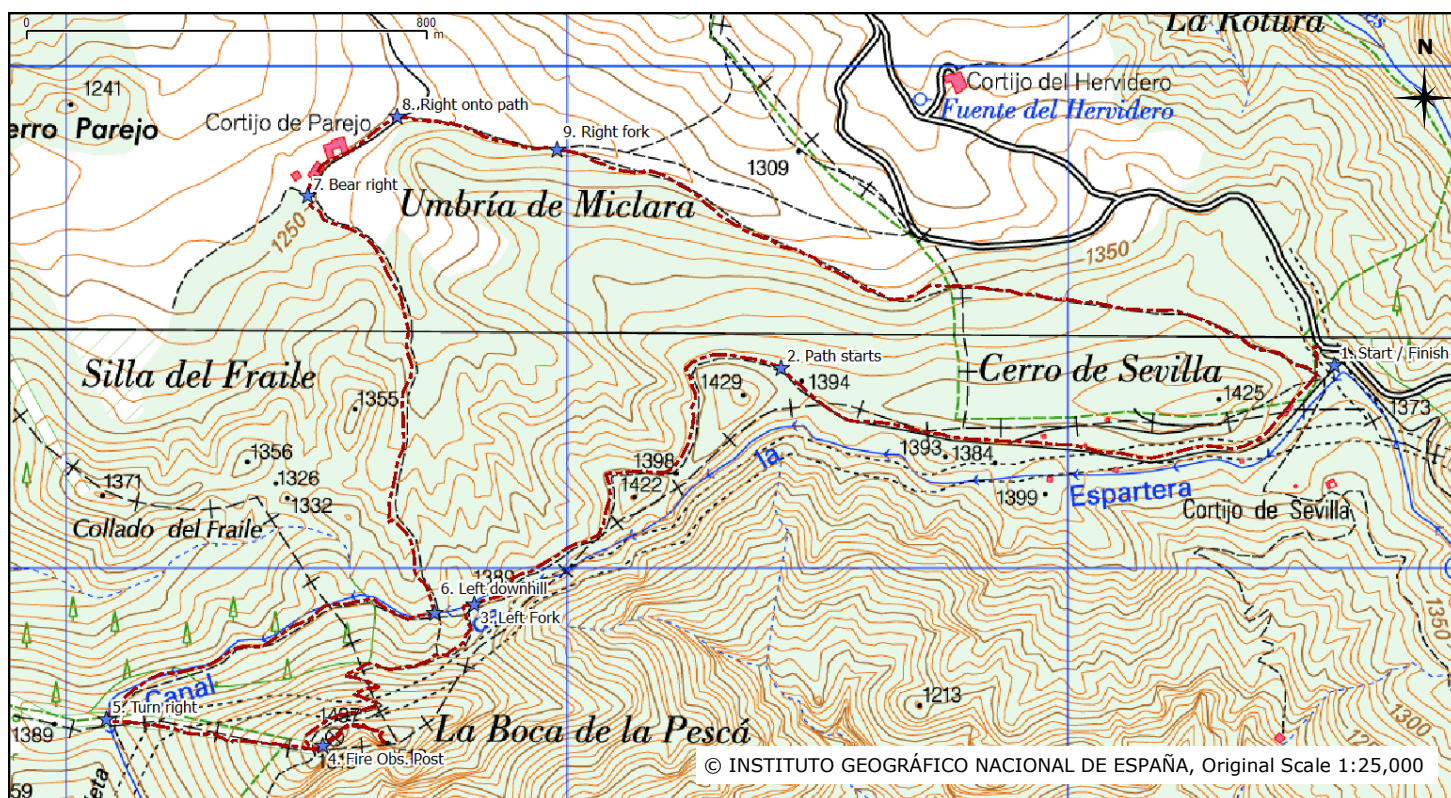 0
800
m
La Rotura
N
1241
Cortijo del Hervidero
Fuente del Hervidero
8. Right onto path
Cortijo de Parejo
erro Parejo
9. Right fork
1309
7. Bear right
Umbría de Miclara
1250
1350
2. Path starts
1. Start / Finish
Silla del Fraile
1394
Cerro de Sevilla
1429
1425
1373
1355
1393
1384
1356
1398
la
1371
1326
1422
1399
Espartera
1332
Cortijo de Sevilla
Collado del Fraile
1389
6. Left downhill
3. Left Fork
1350
Canal
1213
5. Turn right
1300
La Boca de la Pescá
1389
4. Fire Obs. Post
© INSTITUTO GEOGRÁFICO NACIONAL DE ESPAÑA, Original Scale 1:25,000
eta
59